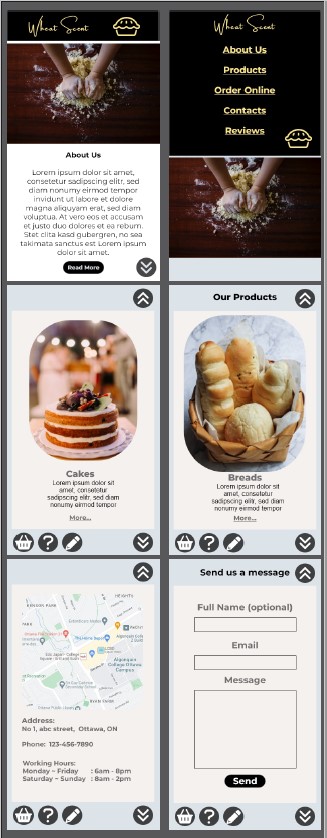 Wheat Scent
About Us
Lorem ipsum dolor sit amet,
consetetur sadipscing elitr, sed
diam nonumy eirmod tempor
invidunt ut labore et dolore
magna aliquyam erat, sed diam
voluptua. At vero eos et accusam
et justo duo dolores et ea rebum.
Stet clita kasd gubergren, no sea
takimata sanctus est Lorem ipsum
dolor sit amet.
Read More
Wheat Scent
About Us
Products
Order Online
Contacts
Reviews
Cakes
Lorem ipsum dolor sit
amet, consetetur
sadipscing elitr, sed diam
nonumy eirmod tempor
More...
Our Products
Breads
Lorem ipsum dolor sit
amet, consetetur
sadipscing elitr, sed diam
nonumy eirmod tempor
More...
Algonquin
College Ottawa
Campus
RYAN FARM
Address:
No 1, abc street, Ottawa, ON
Phone: 123-456-7890
Working Hours:
Monday ~ Friday : 6am - 8pm
Saturday ~ Sunday : 8am - 2pm
Send us a message
Full Name (optional)
Email
Message
Send